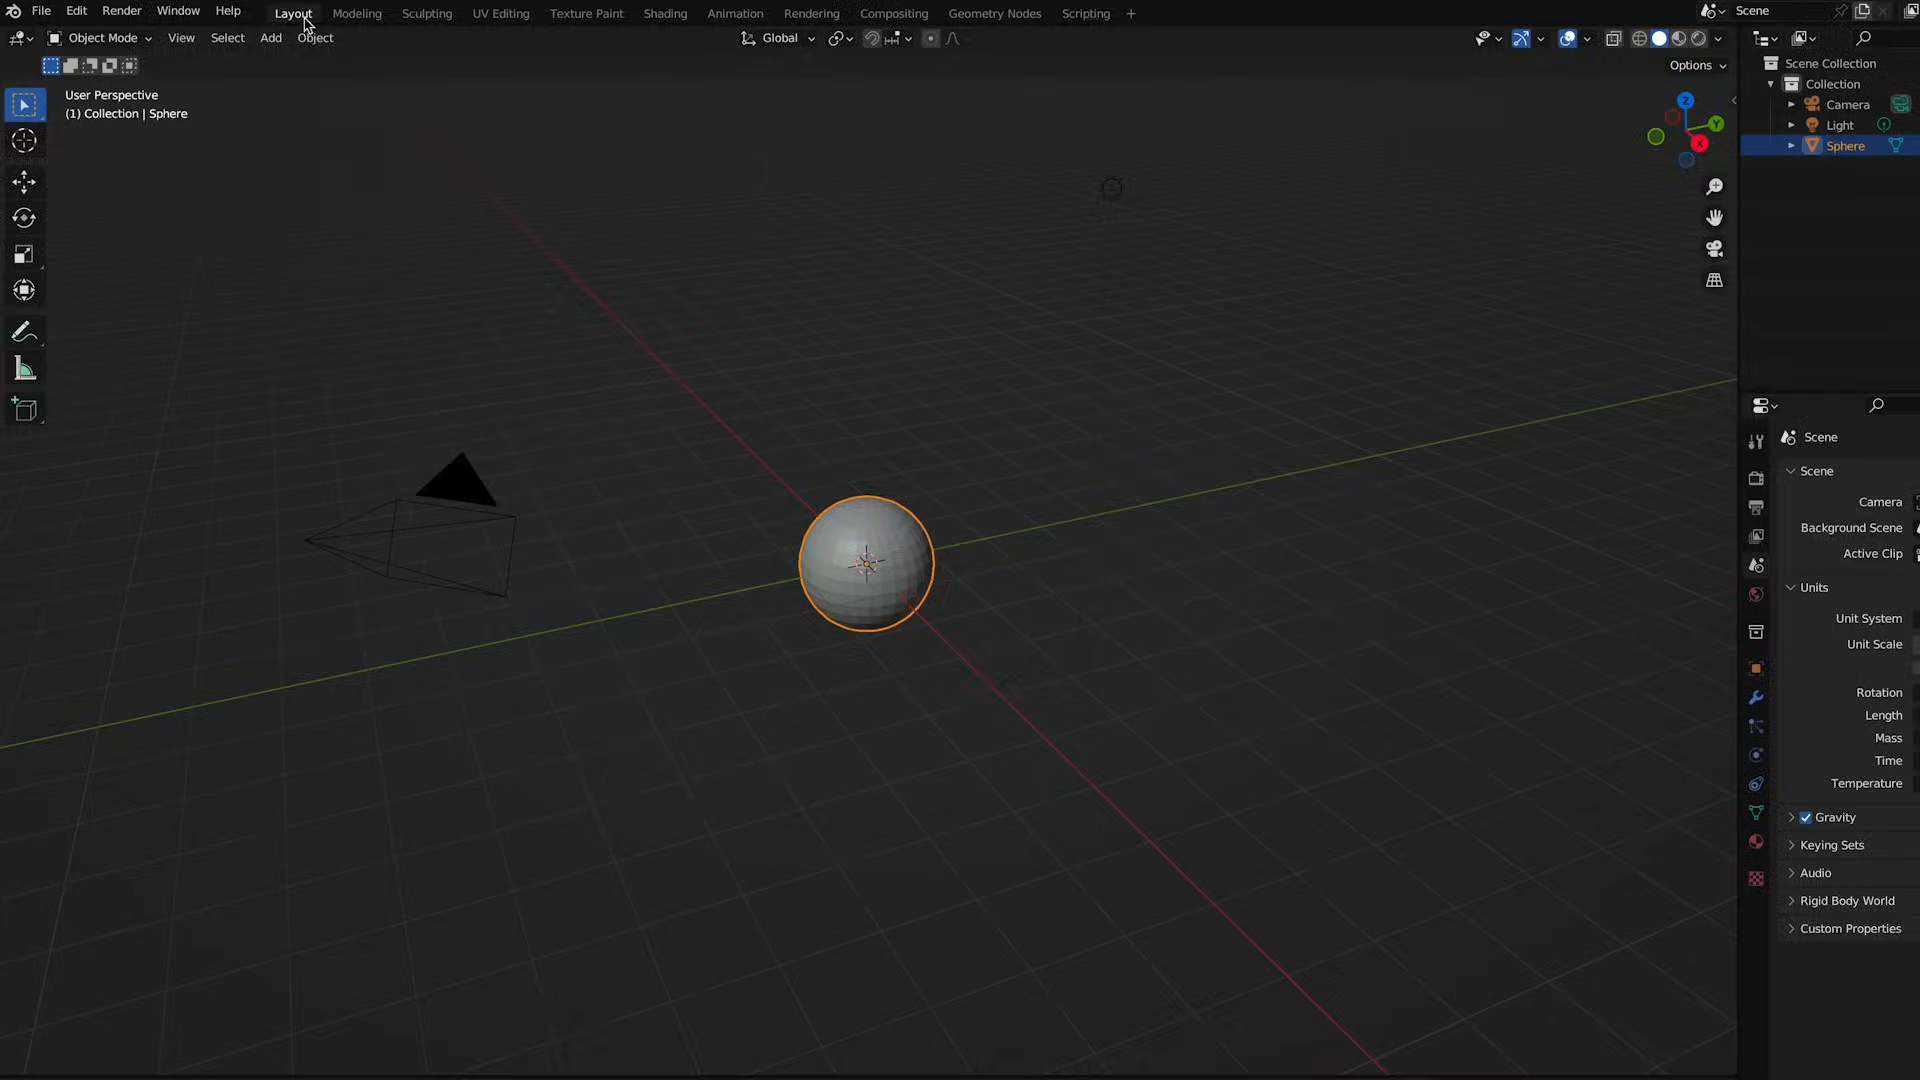 File Edit Render Window Help Layout Modeling Sculpting UV Editing Texture Paint Shading Animation Rendering Compositing Geometry Nodes Scripting + Scene
Object Mode View Select Add Object Global
Options
User Perspective
(1) Collection | Sphere
Z
Y
X
Scene Collection
Collection
Camera
Light
Sphere
Scene
Scene
Camera
Background Scene
Active Clip
Units
Unit System
Unit Scale
Rotation
Length
Mass
Time
Temperature
Gravity
Keying Sets
Audio
Rigid Body World
Custom Properties